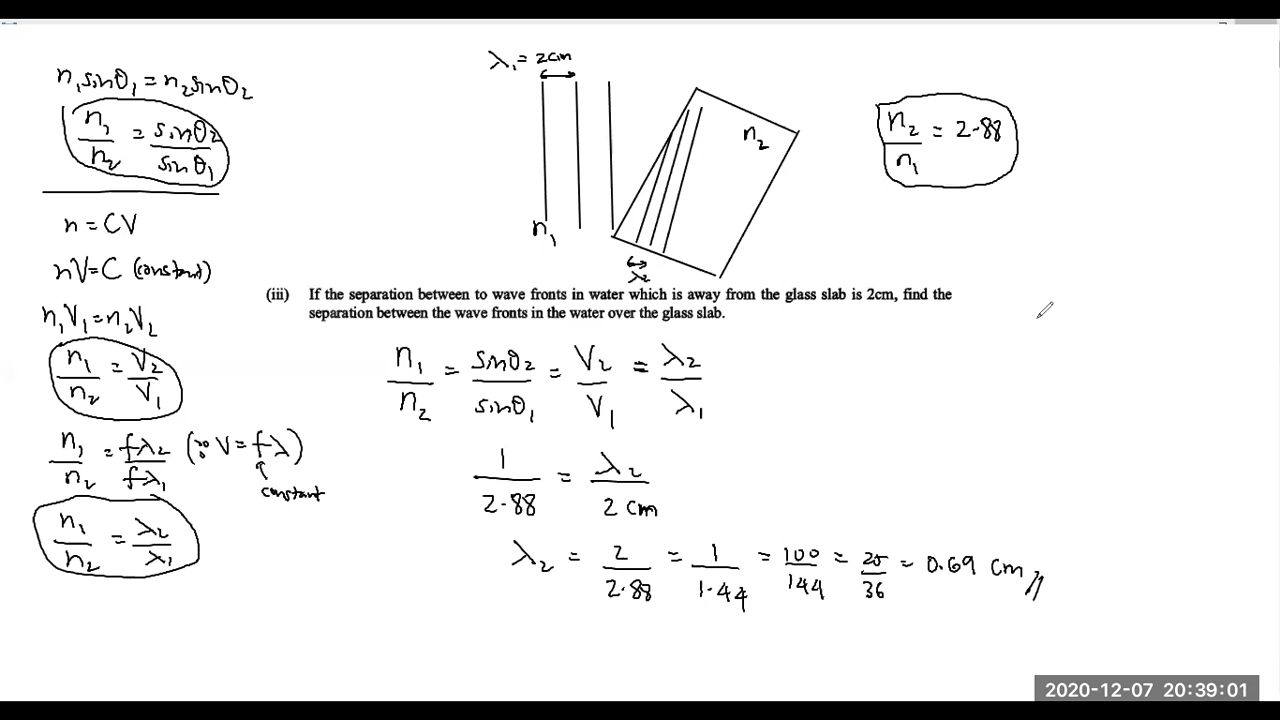 n₁sinθ₁ = n₂sinθ₂
n₁/n₂ = sinθ₂/sinθ₁
n = CV
nV = C (constant)
n₁V₁ = n₂V₂
n₁/n₂ = V₂/V₁
n₁/n₂ = fλ₂/fλ₁ (∵ V = fλ)
constant
n₁/n₂ = λ₂/λ₁
λ₁ = 2cm
n₂
n₁
λ₂
n₂/n₁ = 2.88
(iii) If the separation between to wave fronts in water which is away from the glass slab is 2cm, find the
separation between the wave fronts in the water over the glass slab.
n₁/n₂ = sinθ₂/sinθ₁ = V₂/V₁ = λ₂/λ₁
1/2.88 = λ₂/2 cm
λ₂ = 2/2.88 = 1/1.44 = 100/144 = 25/36 = 0.69 cm //
2020-12-07 20:39:01